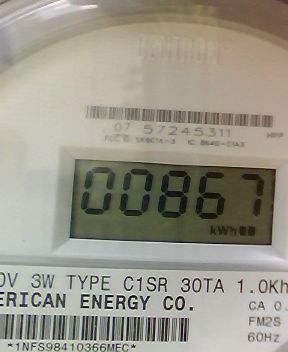 CENTRON
07 57245311
00867
kWh
0V 3W TYPE C1SR 30TA 1.0Kh
ERICAN ENERGY CO.
CA 0.
FM2S
60Hz
*1NFS98410366MEC*